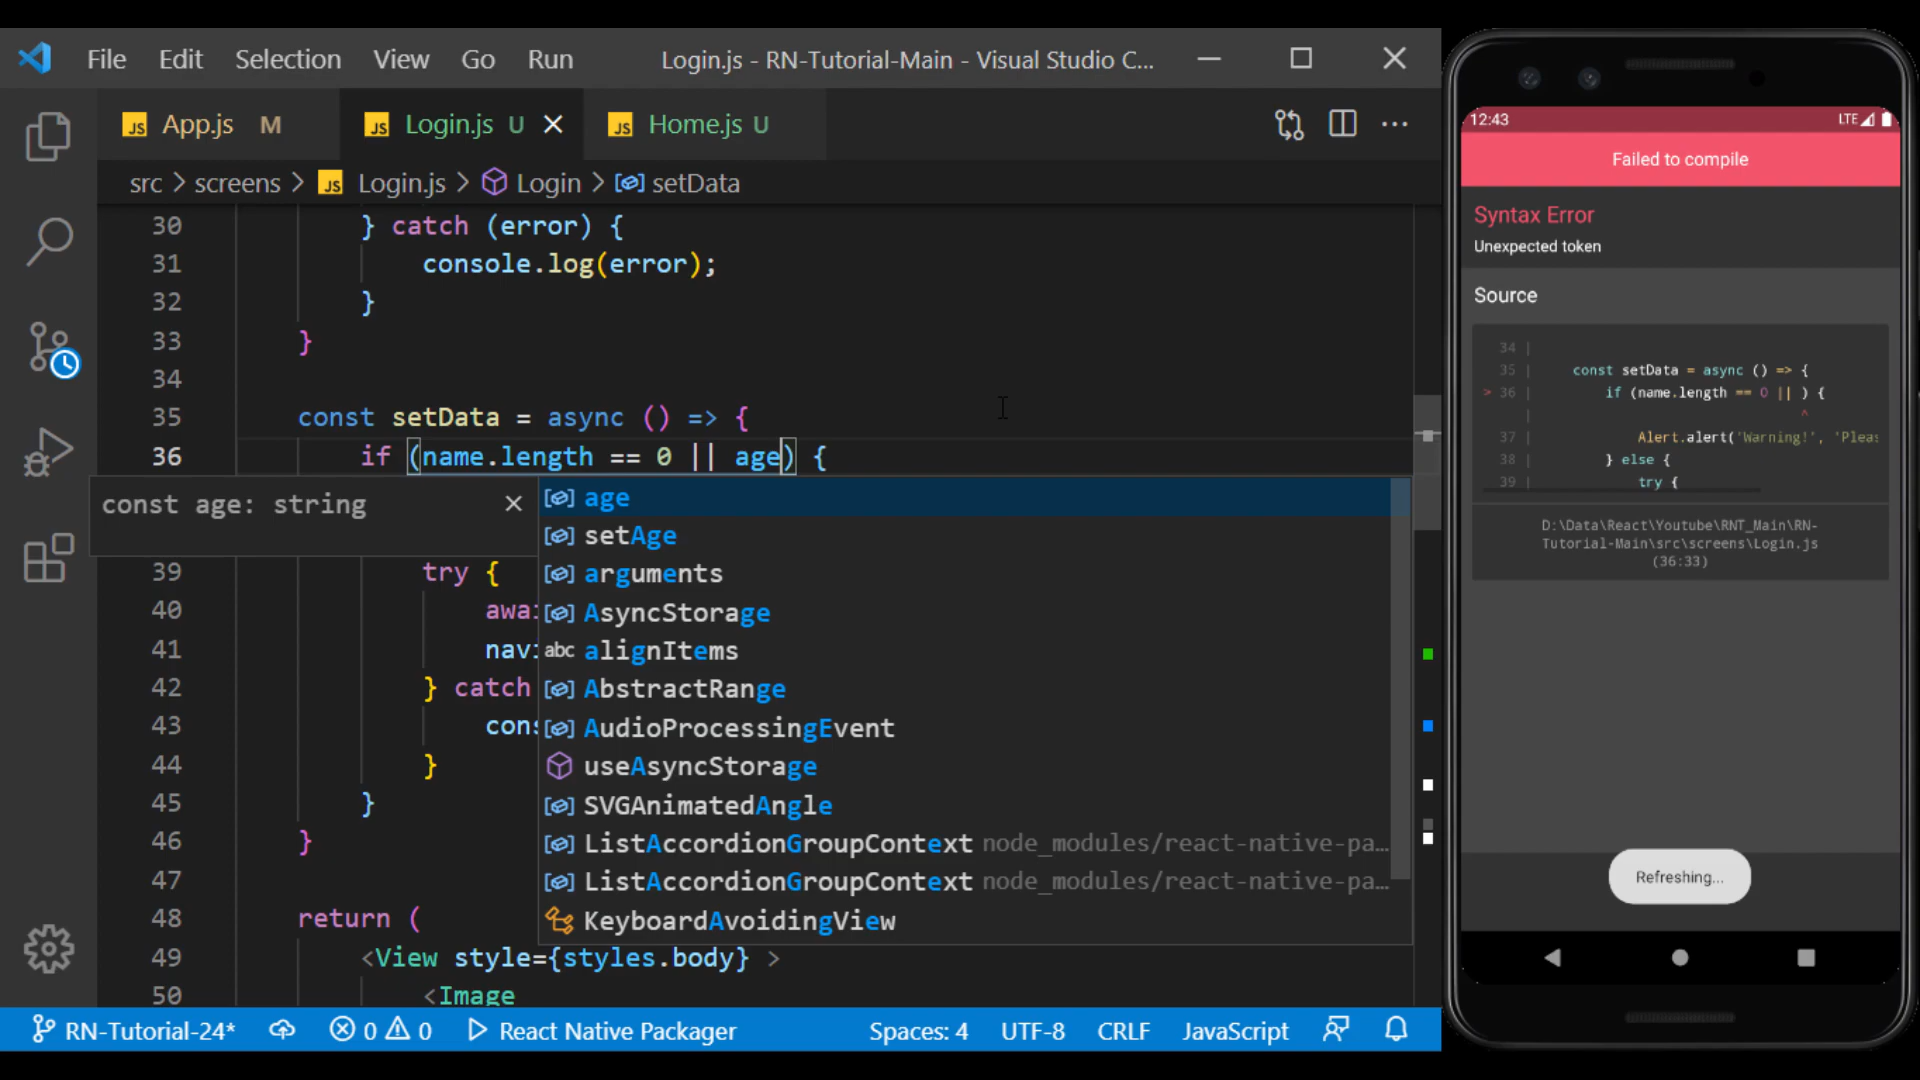 File Edit Selection View Go Run Login.js - RN-Tutorial-Main - Visual Studio C...
JS App.js M JS Login.js U JS Home.js U
src > screens > JS Login.js > Login > setData
30 } catch (error) {
31 console.log(error);
32 }
33 }
34
35 const setData = async () => {
36 if (name.length == 0 || age) {
const age: string
age
setAge
39 try {
arguments
40 awai
AsyncStorage
41 navi
abc alignItems
42 } catch
AbstractRange
43 cons
AudioProcessingEvent
44 }
useAsyncStorage
45 }
SVGAnimatedAngle
46 }
ListAccordionGroupContext node_modules/react-native-pa...
47
ListAccordionGroupContext node_modules/react-native-pa...
48 return (
KeyboardAvoidingView
49 <View style={styles.body} >
50 <Image
RN-Tutorial-24* 0 0 React Native Packager Spaces: 4 UTF-8 CRLF JavaScript
12:43 LTE
Failed to compile
Syntax Error
Unexpected token
Source
34 |
35 | const setData = async () => {
> 36 | if (name.length == 0 || ) {
| ^
37 | Alert.alert('Warning!', 'Pleas
38 | } else {
39 | try {
D:\Data\React\Youtube\RNT_Main\RN-
Tutorial-Main\src\screens\Login.js
(36:33)
Refreshing...